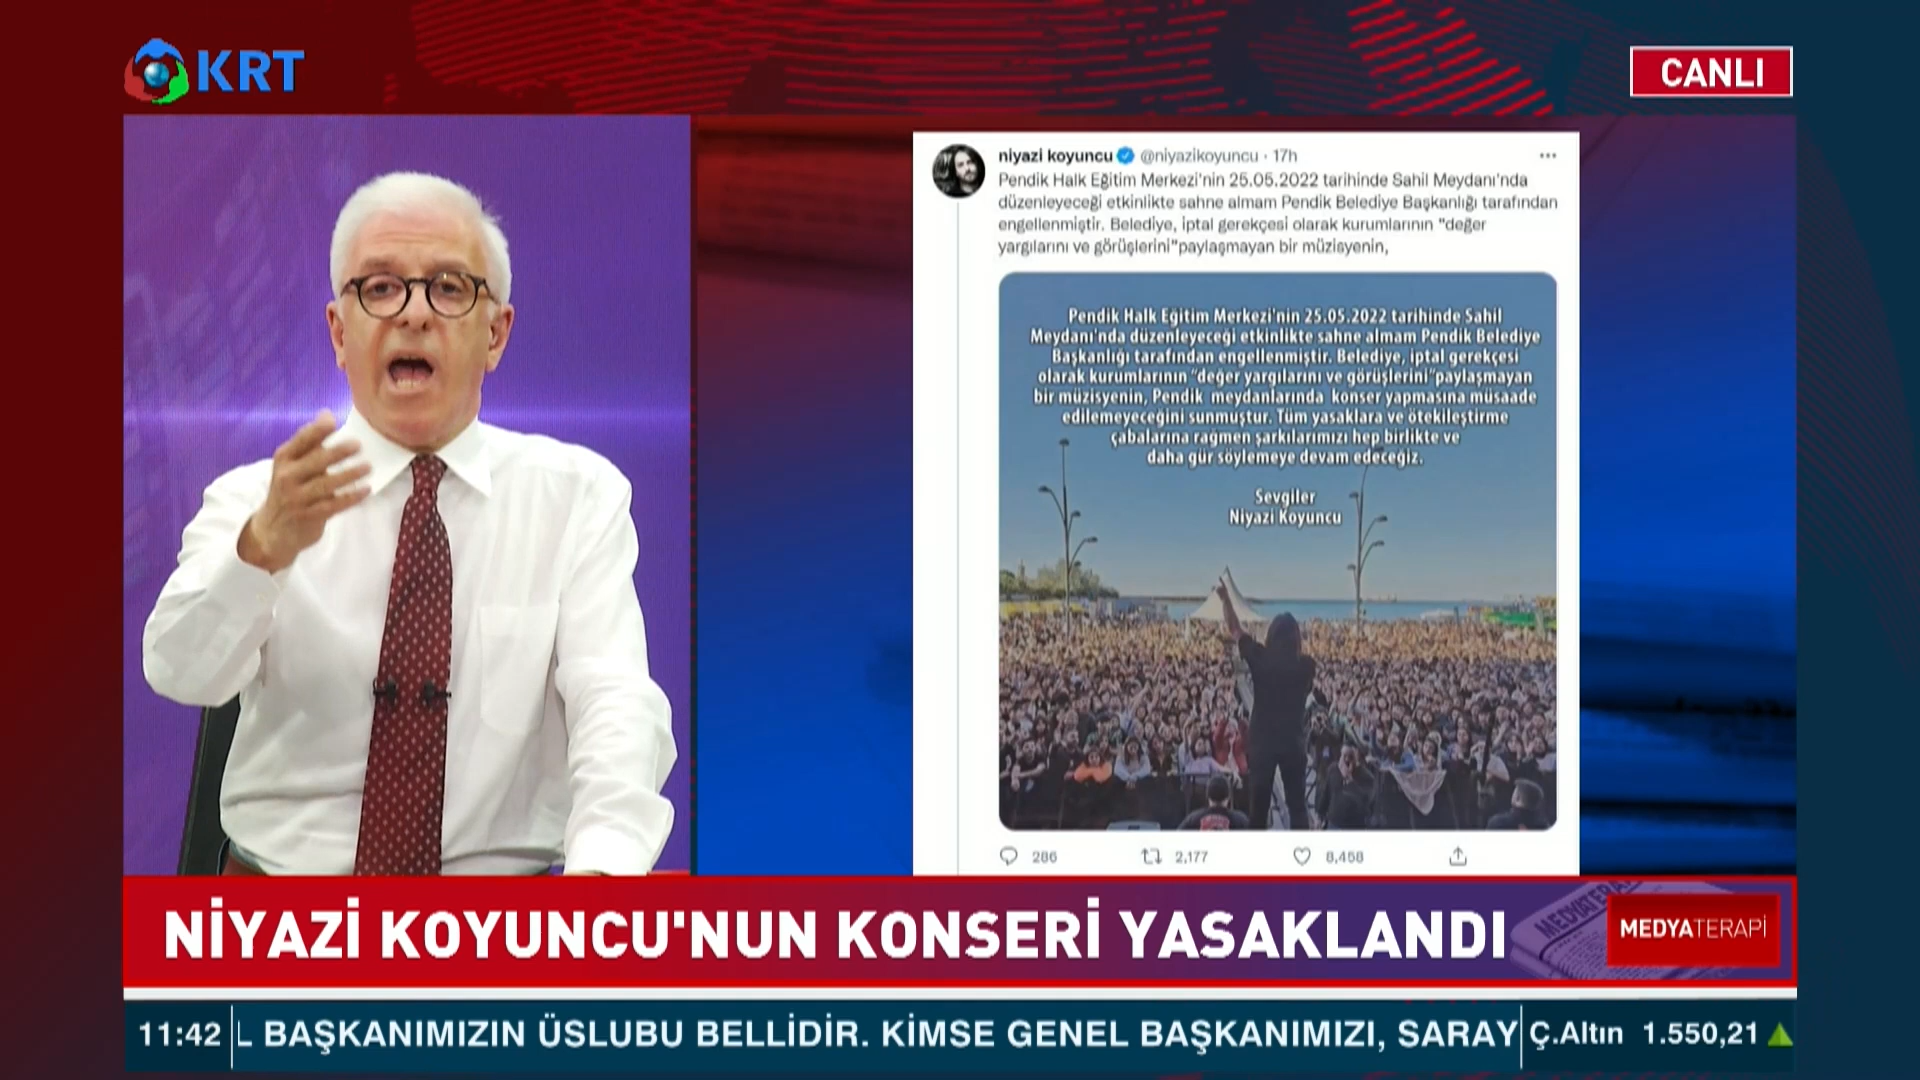 KRT
CANLI
niyazi koyuncu @niyazikoyuncu · 17h
Pendik Halk Eğitim Merkezi'nin 25.05.2022 tarihinde Sahil Meydanı'nda
düzenleyeceği etkinlikte sahne almam Pendik Belediye Başkanlığı tarafından
engellenmiştir. Belediye, iptal gerekçesi olarak kurumlarının "değer
yargılarını ve görüşlerini"paylaşmayan bir müzisyenin,
Pendik Halk Eğitim Merkezi'nin 25.05.2022 tarihinde Sahil
Meydanı'nda düzenleyeceği etkinlikte sahne almam Pendik Belediye
Başkanlığı tarafından engellenmiştir. Belediye, iptal gerekçesi
olarak kurumlarının "değer yargılarını ve görüşlerini"paylaşmayan
bir müzisyenin, Pendik meydanlarında konser yapmasına müsaade
edilemeyeceğini sunmuştur. Tüm yasaklara ve ötekileştirme
çabalarına rağmen şarkılarımızı hep birlikte ve
daha gür söylemeye devam edeceğiz.
Sevgiler
Niyazi Koyuncu
286 2,177 8,458
NİYAZİ KOYUNCU'NUN KONSERİ YASAKLANDI
MEDYATERAPİ
11:42 L BAŞKANIMIZIN ÜSLUBU BELLİDİR. KİMSE GENEL BAŞKANIMIZI, SARAY Ç.Altın 1.550,21